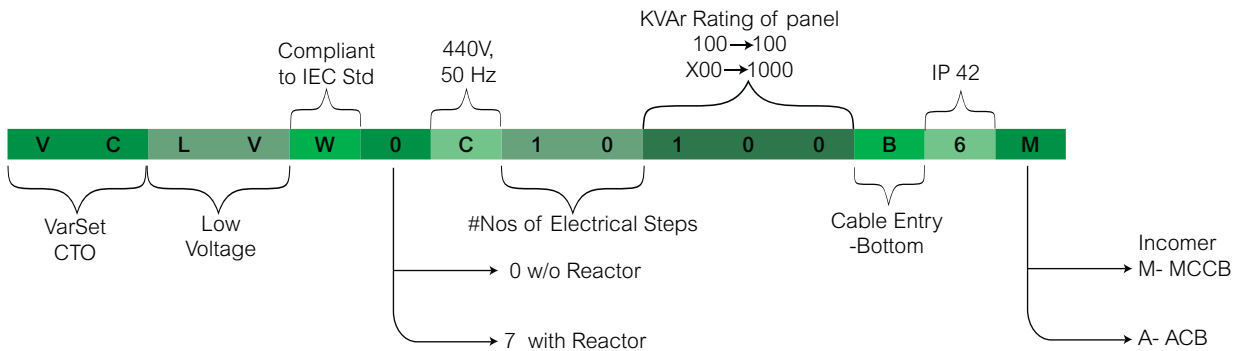 KVAr Rating of panel
100→100
X00→1000
Compliant
to IEC Std
440V,
50 Hz
IP 42
V C L V W 0 C 1 0 1 0 0 B 6 M
VarSet
CTO
Low
Voltage
#Nos of Electrical Steps
Cable Entry
-Bottom
0 w/o Reactor
7 with Reactor
Incomer
M- MCCB
A- ACB